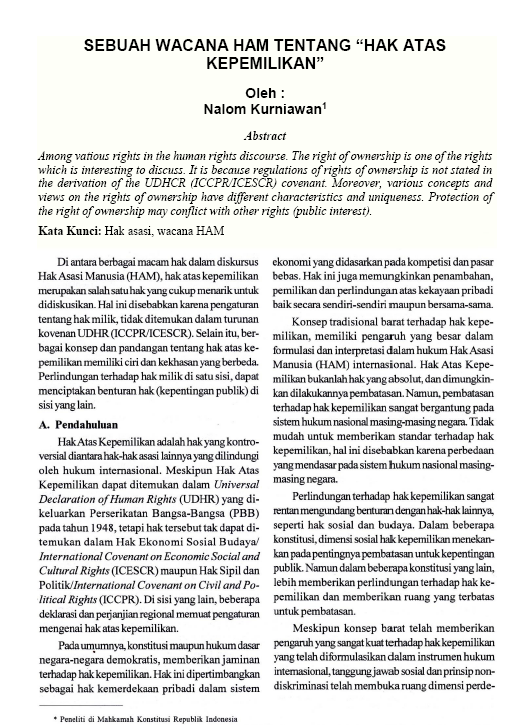 SEBUAH WACANA HAM TENTANG “HAK ATAS
KEPEMILIKAN”
Oleh :
Nalom Kurniawan¹
Abstract
Among vatious rights in the human rights discourse. The right of ownership is one of the rights
which is interesting to discuss. It is because regulations of rights of ownership is not stated in
the derivation of the UDHCR (ICCPR/ICESCR) covenant. Moreover, various concepts and
views on the rights of ownership have different characteristics and uniqueness. Protection of
the right of ownership may conflict with other rights (public interest).
Kata Kunci: Hak asasi, wacana HAM
Di antara berbagai macam hak dalam diskursus
Hak Asasi Manusia (HAM), hak atas kepemilikan
merupakan salah satu hak yang cukup menarik untuk
didiskusikan. Hal ini disebabkan karena pengaturan
tentang hak milik, tidak ditemukan dalam turunan
kovenan UDHR (ICCPR/ICESCR). Selain itu, ber-
bagai konsep dan pandangan tentang hak atas ke-
pemilikan memiliki ciri dan kekhasan yang berbeda.
Perlindungan terhadap hak milik di satu sisi, dapat
menciptakan benturan hak (kepentingan publik) di
sisi yang lain.
A. Pendahuluan
Hak Atas Kepemilikan adalah hak yang kontro-
versial diantara hak-hak asasi lainnya yang dilindungi
oleh hukum internasional. Meskipun Hak Atas
Kepemilikan dapat ditemukan dalam Universal
Declaration of Human Rights (UDHR) yang di-
keluarkan Perserikatan Bangsa-Bangsa (PBB)
pada tahun 1948, tetapi hak tersebut tak dapat di-
temukan dalam Hak Ekonomi Sosial Budaya/
International Covenant on Economic Social and
Cultural Rights (ICESCR) maupun Hak Sipil dan
Politik/International Covenant on Civil and Po-
litical Rights (ICCPR). Di sisi yang lain, beberapa
deklarasi dan perjanjian regional memuat pengaturan
mengenai hak atas kepemilikan.
Pada umumnya, konstitusi maupun hukum dasar
negara-negara demokratis, memberikan jaminan
terhadap hak kepemilikan. Hak ini dipertimbangkan
sebagai hak kemerdekaan pribadi dalam sistem
ekonomi yang didasarkan pada kompetisi dan pasar
bebas. Hak ini juga memungkinkan penambahan,
pemilikan dan perlindungan atas kekayaan pribadi
baik secara sendiri-sendiri maupun bersama-sama.
Konsep tradisional barat terhadap hak kepe-
milikan, memiliki pengaruh yang besar dalam
formulasi dan interpretasi dalam hukum Hak Asasi
Manusia (HAM) internasional. Hak Atas Kepe-
milikan bukanlah hak yang absolut, dan dimungkin-
kan dilakukannya pembatasan. Namun, pembatasan
terhadap hak kepemilikan sangat bergantung pada
sistem hukum nasional masing-masing negara. Tidak
mudah untuk memberikan standar terhadap hak
kepemilikan, hal ini disebabkan karena perbedaan
yang mendasar pada sistem hukum nasional masing-
masing negara.
Perlindungan terhadap hak kepemilikan sangat
rentan mengundang benturan dengan hak-hak lainnya,
seperti hak sosial dan budaya. Dalam beberapa
konstitusi, dimensi sosial hak kepemilikan menekan-
kan pada pentingnya pembatasan untuk kepentingan
publik. Namun dalam beberapa konstitusi yang lain,
lebih memberikan perlindungan terhadap hak ke-
pemilikan dan memberikan ruang yang terbatas
untuk pembatasan.
Meskipun konsep barat telah memberikan
pengaruh yang sangat kuat terhadap hak kepemilikan
yang telah diformulasikan dalam instrumen hukum
internasional, tanggung jawab sosial dan prinsip non-
diskriminasi telah membuka ruang dimensi perde-
* Peneliti di Mahkamah Konstitusi Republik Indonesia